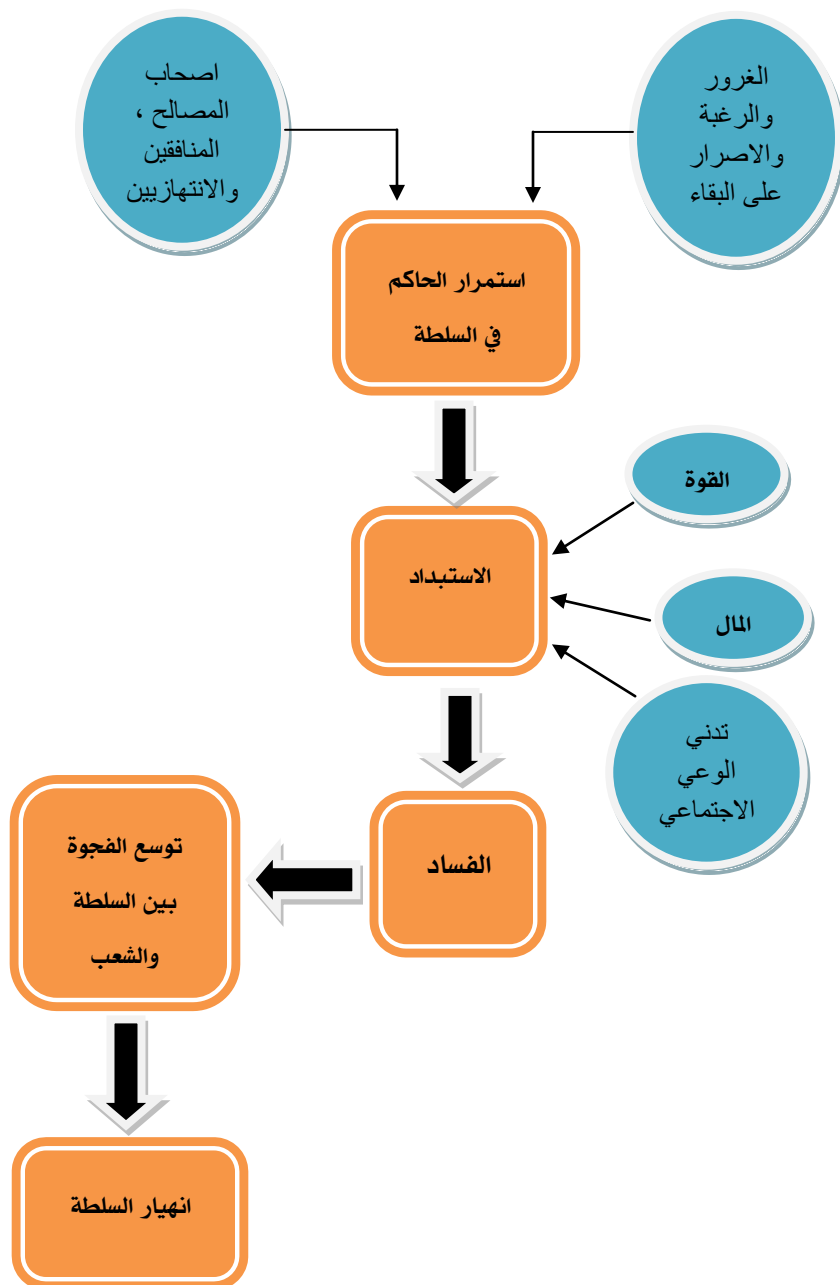 الغرور
والرغبة
والاصرار
على البقاء
اصحاب
المصالح ،
المنافقين
والانتهازيين
استمرار الحاكم
في السلطة
القوة
الاستبداد
المال
تدني
الوعي
الاجتماعي
الفساد
توسع الفجوة
بين السلطة
والشعب
انهيار السلطة